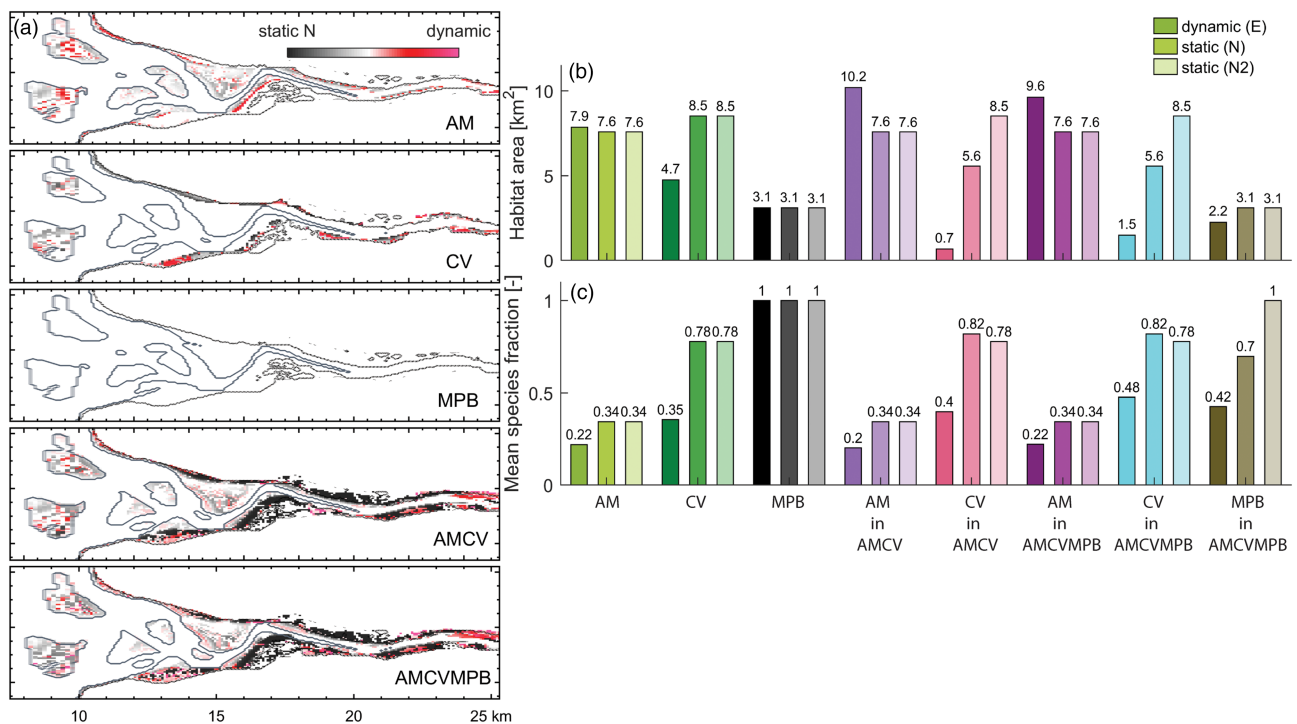 (a)
static N
dynamic
AM
CV
MPB
AMCV
AMCVMPB
10
15
20
25 km
dynamic (E)
static (N)
static (N2)
(b)
Habitat area [km2]
10
5
0
7.9
7.6
7.6
4.7
8.5
8.5
3.1
3.1
3.1
10.2
7.6
7.6
0.7
5.6
8.5
9.6
7.6
7.6
1.5
5.6
8.5
2.2
3.1
3.1
(c)
Mean species fraction [-]
1
0.5
0
0.22
0.34
0.34
0.35
0.78
0.78
1
1
1
0.2
0.34
0.34
0.4
0.82
0.78
0.22
0.34
0.34
0.48
0.82
0.78
0.42
0.7
1
AM
CV
MPB
AM
in
AMCV
CV
in
AMCV
AM
in
AMCVMPB
CV
in
AMCVMPB
MPB
in
AMCVMPB